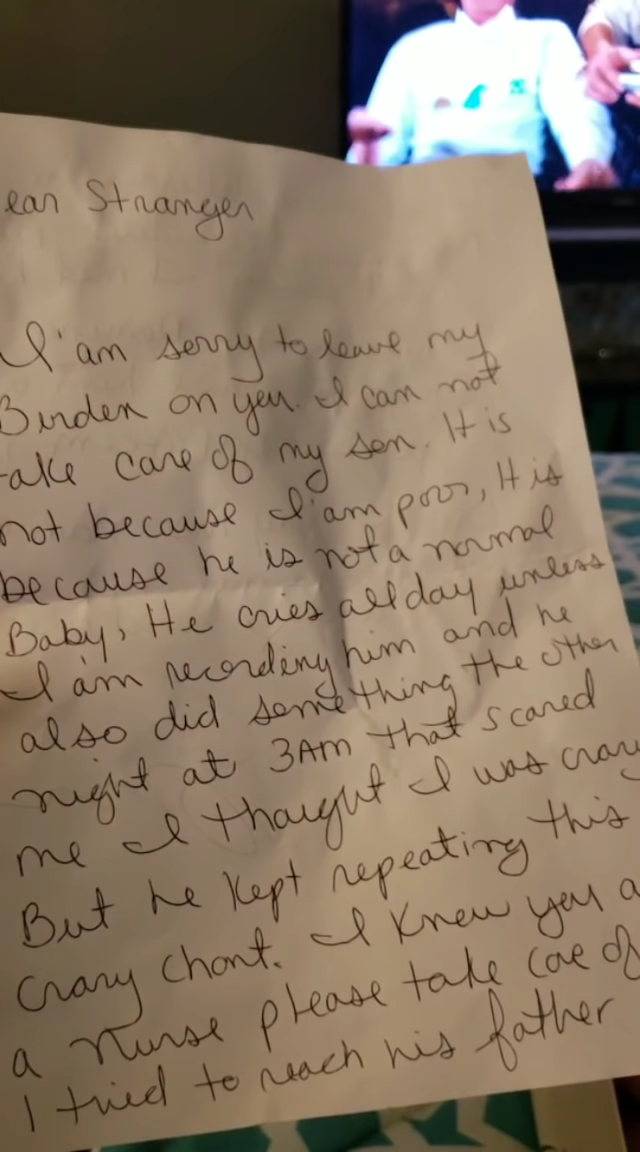 ear Stranger
I'am sorry to leave my
Burden on you. I can not
take care of my son. It is
not because I'am poor, It is
because he is not a normal
Baby, He cries all day unless
I am recording him and he
also did something the other
night at 3AM that scared
me I thought I was crazy
But he kept repeating this
crazy chant. I knew you a
a nurse please take care of
I tried to reach his father